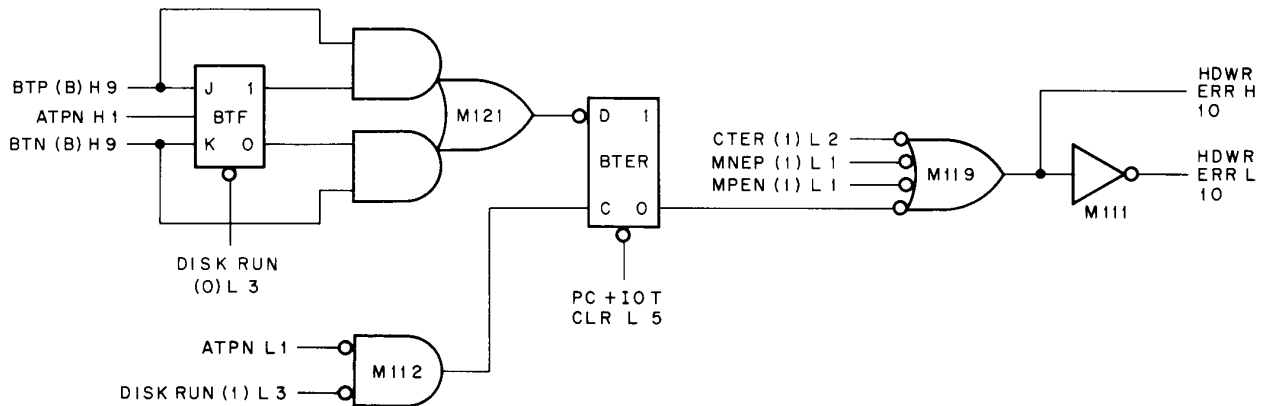 BTP (B) H 9
ATPN H 1
BTN (B) H 9
J 1
BTF
K 0
DISK RUN
(0) L 3
M121
D 1
BTER
C 0
PC + IOT
CLR L 5
ATPN L 1
DISK RUN (1) L 3
M112
CTER (1) L 2
MNEP (1) L 1
MPEN (1) L 1
M119
M111
HDWR
ERR H
10
HDWR
ERR L
10